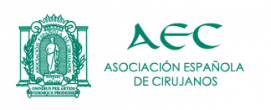 AEC
ASOCIACIÓN ESPAÑOLA
DE CIRUJANOS
OMNIBUS PER ARTEM